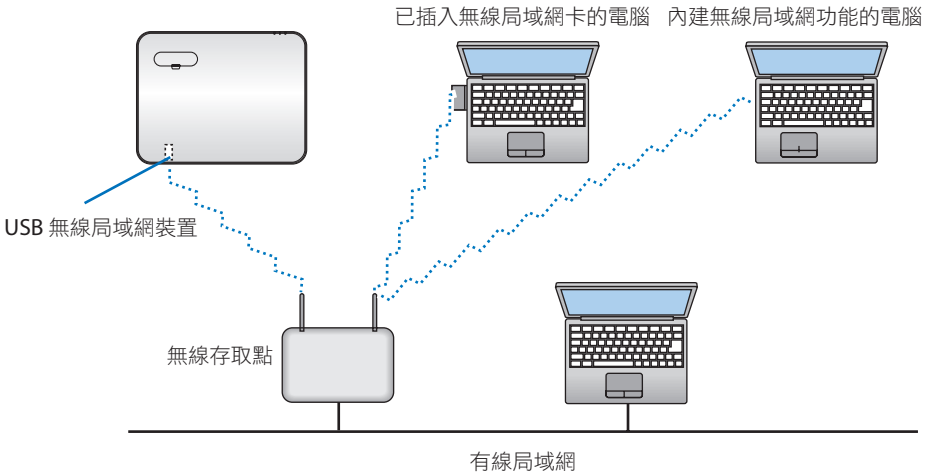 已插入無線局域網卡的電腦
內建無線局域網功能的電腦
USB 無線局域網裝置
無線存取點
有線局域網